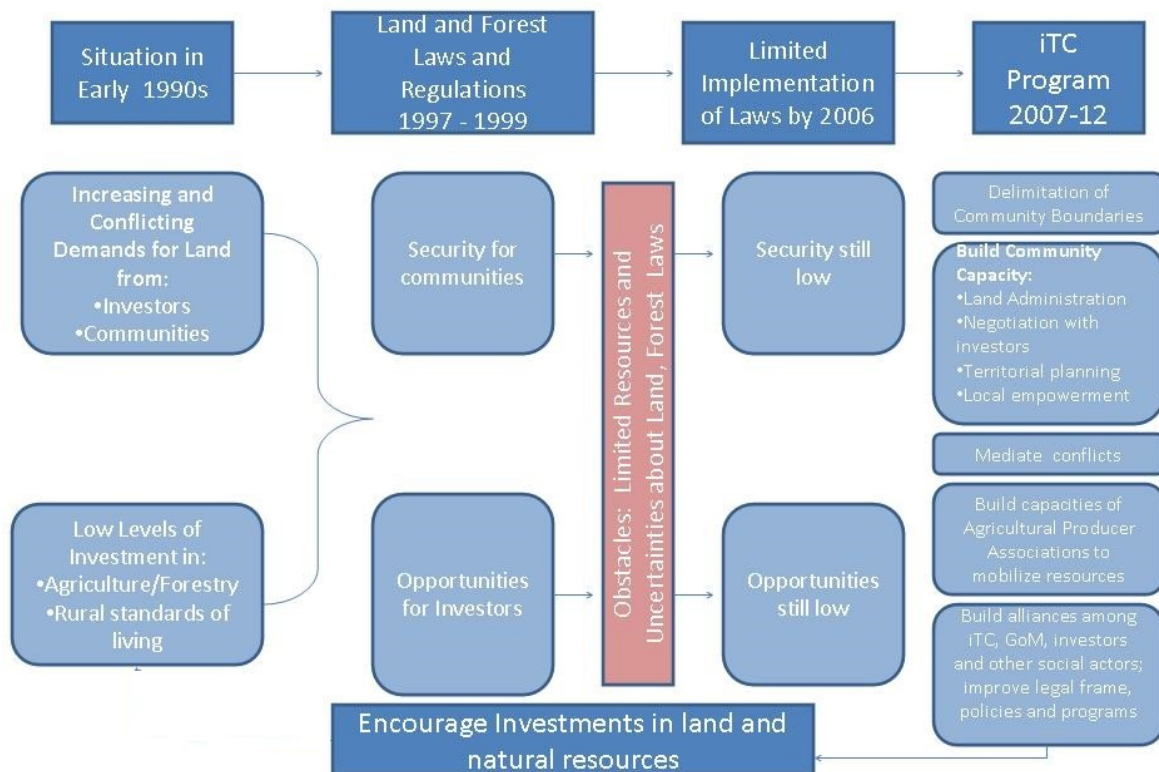 Situation in
Early 1990s
Land and Forest
Laws and
Regulations
1997 - 1999
Limited
Implementation
of Laws by 2006
iTC
Program
2007-12
Increasing and
Conflicting
Demands for Land
from:
•Investors
•Communities
Low Levels of
Investment in:
•Agriculture/Forestry
•Rural standards of
living
Security for
communities
Opportunities
for Investors
Obstacles: Limited Resources and
Uncertainties about Land, Forest Laws
Security still
low
Opportunities
still low
Delimitation of
Community Boundaries
Build Community
Capacity:
•Land Administration
•Negotiation with
investors
•Territorial planning
•Local empowerment
Mediate conflicts
Build capacities of
Agricultural Producer
Associations to
mobilize resources
Build alliances among
iTC, GoM, investors
and other social actors;
improve legal frame,
policies and programs
Encourage Investments in land and
natural resources